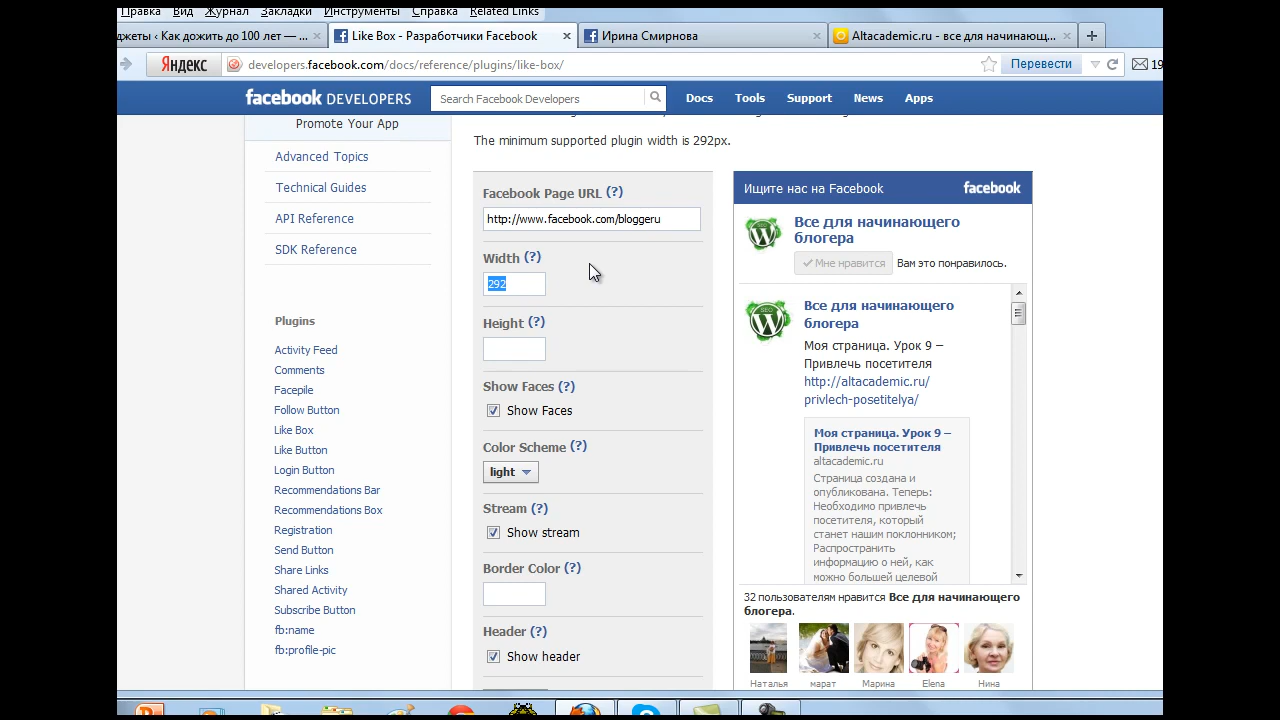 Правка Вид Журнал Закладки Инструменты Справка Related Links
джеты ‹ Как дожить до 100 лет — ...
Like Box - Разработчики Facebook
Ирина Смирнова
Altacademic.ru - все для начинающ...
Яндекс
developers.facebook.com/docs/reference/plugins/like-box/
Перевести
19
facebook DEVELOPERS
Search Facebook Developers
Docs Tools Support News Apps
Promote Your App
Advanced Topics
Technical Guides
API Reference
SDK Reference
Plugins
Activity Feed
Comments
Facepile
Follow Button
Like Box
Like Button
Login Button
Recommendations Bar
Recommendations Box
Registration
Send Button
Share Links
Shared Activity
Subscribe Button
fb:name
fb:profile-pic
The minimum supported plugin width is 292px.
Facebook Page URL (?)
http://www.facebook.com/bloggeru
Width (?)
292
Height (?)
Show Faces (?)
Show Faces
Color Scheme (?)
light
Stream (?)
Show stream
Border Color (?)
Header (?)
Show header
Ищите нас на Facebook
facebook
Все для начинающего
блогера
Мне нравится Вам это понравилось.
SEO
Все для начинающего
блогера
Моя страница. Урок 9 –
Привлечь посетителя
http://altacademic.ru/
privlech-posetitelya/
Моя страница. Урок 9 –
Привлечь посетителя
altacademic.ru
Страница создана и
опубликована. Теперь:
Необходимо привлечь
посетителя, который
станет нашим поклонником;
Распространить
информацию о ней, как
можно большей целевой
32 пользователям нравится Все для начинающего
блогера.
Наталья марат Марина Elena Нина